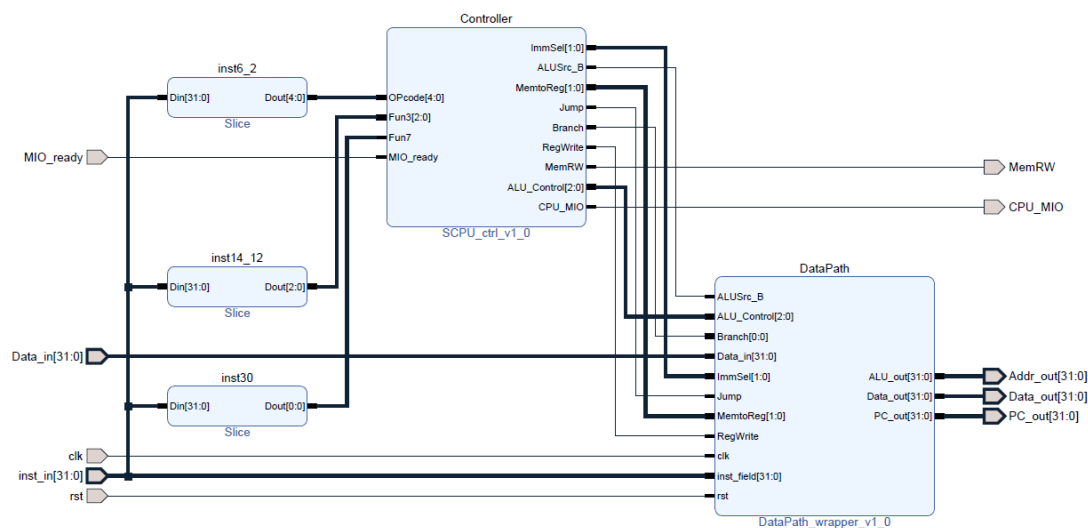 Controller
ImmSel[1:0]
ALUSrc_B
MemtoReg[1:0]
Jump
Branch
RegWrite
MemRW
ALU_Control[2:0]
CPU_MIO
OPcode[4:0]
Fun3[2:0]
Fun7
MIO_ready
SCPU_ctrl_v1_0
inst6_2
Din[31:0] Dout[4:0]
Slice
MIO_ready
MemRW
CPU_MIO
inst14_12
Din[31:0] Dout[2:0]
Slice
inst30
Din[31:0] Dout[0:0]
Slice
Data_in[31:0]
clk
inst_in[31:0]
rst
DataPath
ALUSrc_B
ALU_Control[2:0]
Branch[0:0]
Data_in[31:0]
ImmSel[1:0]
Jump
MemtoReg[1:0]
RegWrite
clk
inst_field[31:0]
rst
ALU_out[31:0]
Data_out[31:0]
PC_out[31:0]
DataPath_wrapper_v1_0
Addr_out[31:0]
Data_out[31:0]
PC_out[31:0]